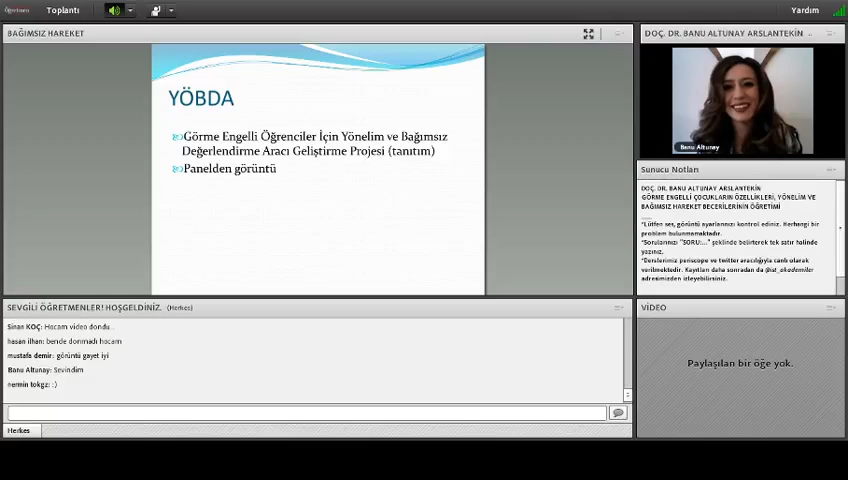 Öğretmen Toplantı Yardım
BAĞIMSIZ HAREKET
YÖBDA
Görme Engelli Öğrenciler İçin Yönelim ve Bağımsız
Değerlendirme Aracı Geliştirme Projesi (tanıtım)
Panelden görüntü
DOÇ. DR. BANU ALTUNAY ARSLANTEKİN ..
Banu Altunay
Sunucu Notları
DOÇ. DR. BANU ALTUNAY ARSLANTEKİN
GÖRME ENGELLİ ÇOCUKLARIN ÖZELLİKLERİ, YÖNELİM VE
BAĞIMSIZ HAREKET BECERİLERİNİN ÖĞRETİMİ
*Lütfen ses, görüntü ayarlarınızı kontrol ediniz. Herhangi bir
problem bulunmamaktadır.
*Sorularınızı "SORU:..." şeklinde belirterek tek satır halinde
yazınız.
*Derslerimiz periscope ve twitter aracılığıyla canlı olarak
verilmektedir. Kayıtları daha sonradan da @ist_akademiler
adresimizden izleyebilirsiniz.
SEVGİLİ ÖĞRETMENLER! HOŞGELDİNİZ. (Herkes)
Sinan KOÇ: Hocam video dondu..
hasan ilhan: bende donmadı hocam
mustafa demir: görüntü gayet iyi
Banu Altunay: Sevindim
nermin tokgz: :)
Herkes
VİDEO
Paylaşılan bir öğe yok.